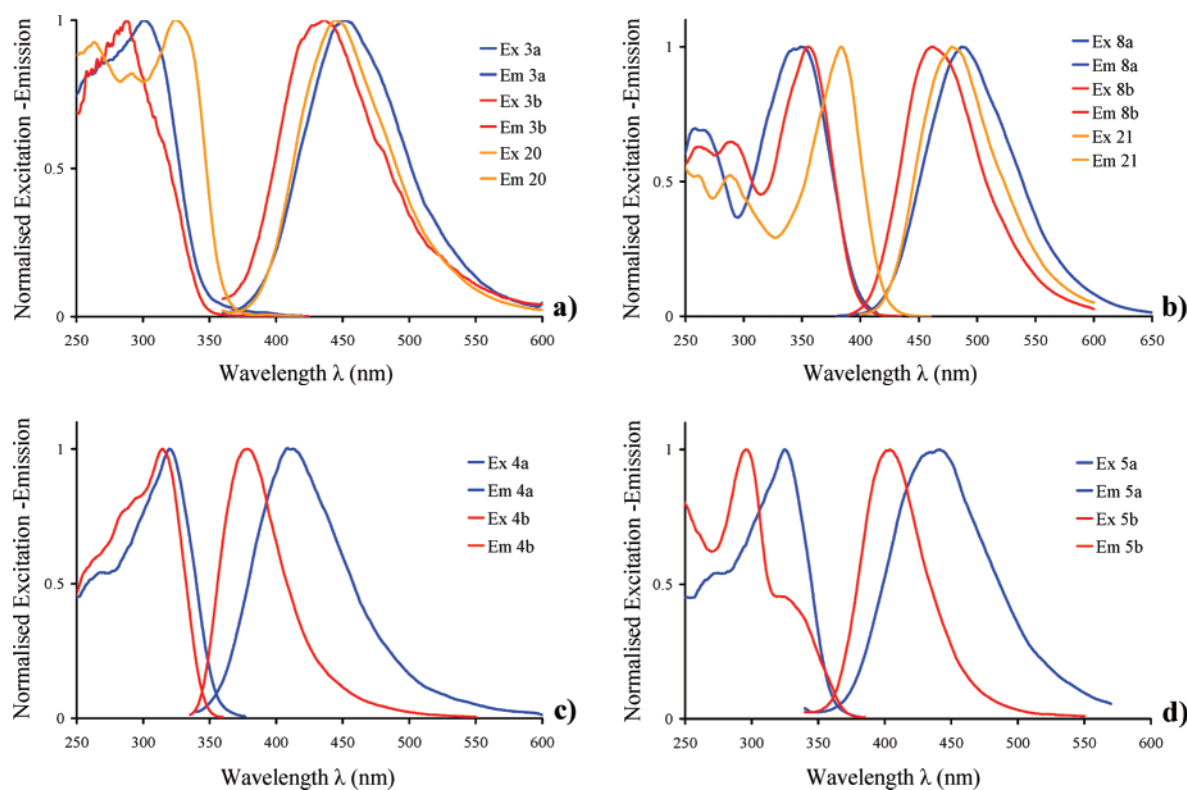 Normalised Excitation -Emission
1
0.5
0
250 300 350 400 450 500 550 600
Wavelength λ (nm)
Ex 3a
Em 3a
Ex 3b
Em 3b
Ex 20
Em 20
a)
Normalised Excitation -Emission
1
0.5
0
250 300 350 400 450 500 550 600 650
Wavelength λ (nm)
Ex 8a
Em 8a
Ex 8b
Em 8b
Ex 21
Em 21
b)
Normalised Excitation -Emission
1
0.5
0
250 300 350 400 450 500 550 600
Wavelength λ (nm)
Ex 4a
Em 4a
Ex 4b
Em 4b
c)
Normalised Excitation -Emission
1
0.5
0
250 300 350 400 450 500 550 600
Wavelength λ (nm)
Ex 5a
Em 5a
Ex 5b
Em 5b
d)